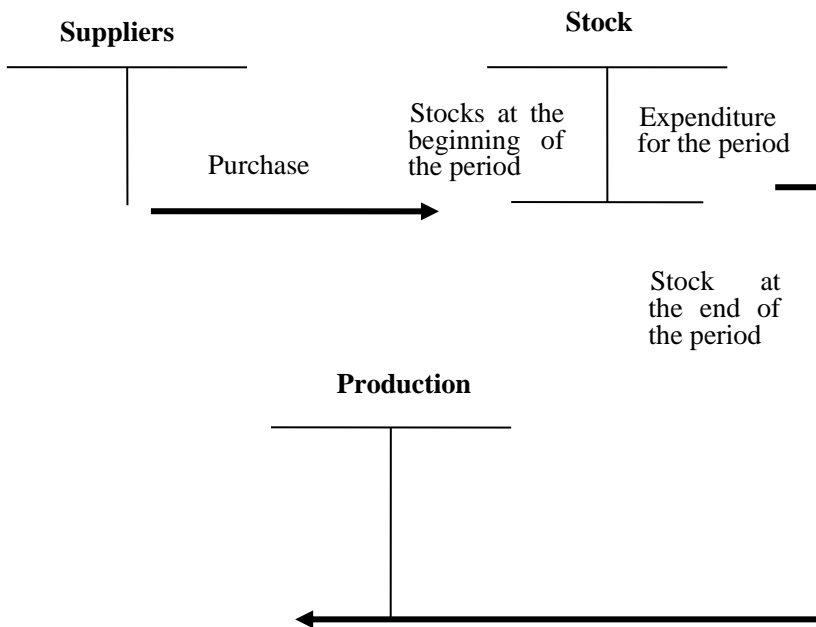 Suppliers
Stock
Stocks at the
beginning of
the period
Expenditure
for the period
Purchase
Stock at
the end of
the period
Production